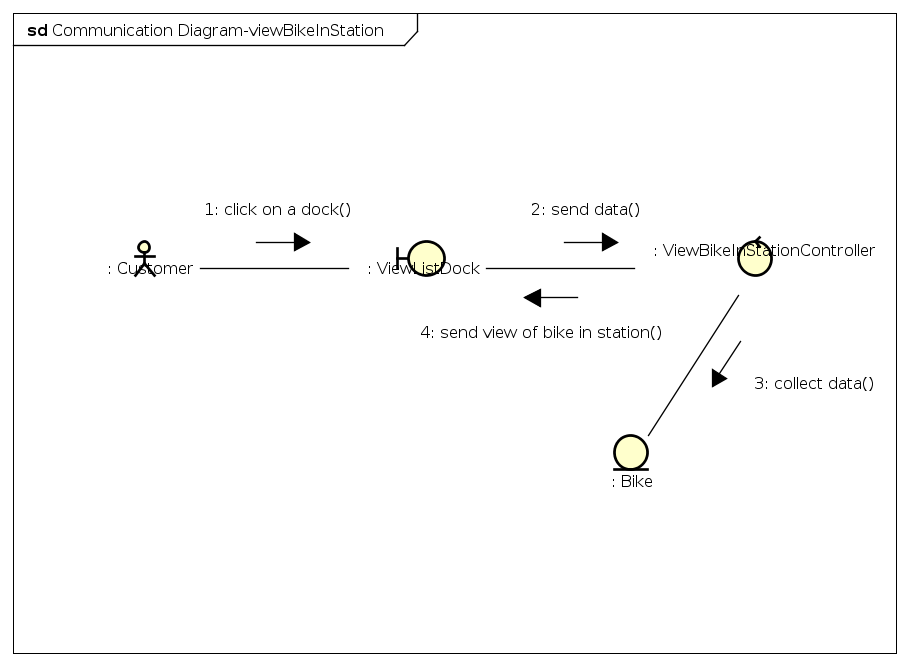 sd Communication Diagram-viewBikeInStation
1: click on a dock()
2: send data()
: ViewBikeInStationController
: Customer
: ViewListDock
4: send view of bike in station()
3: collect data()
: Bike